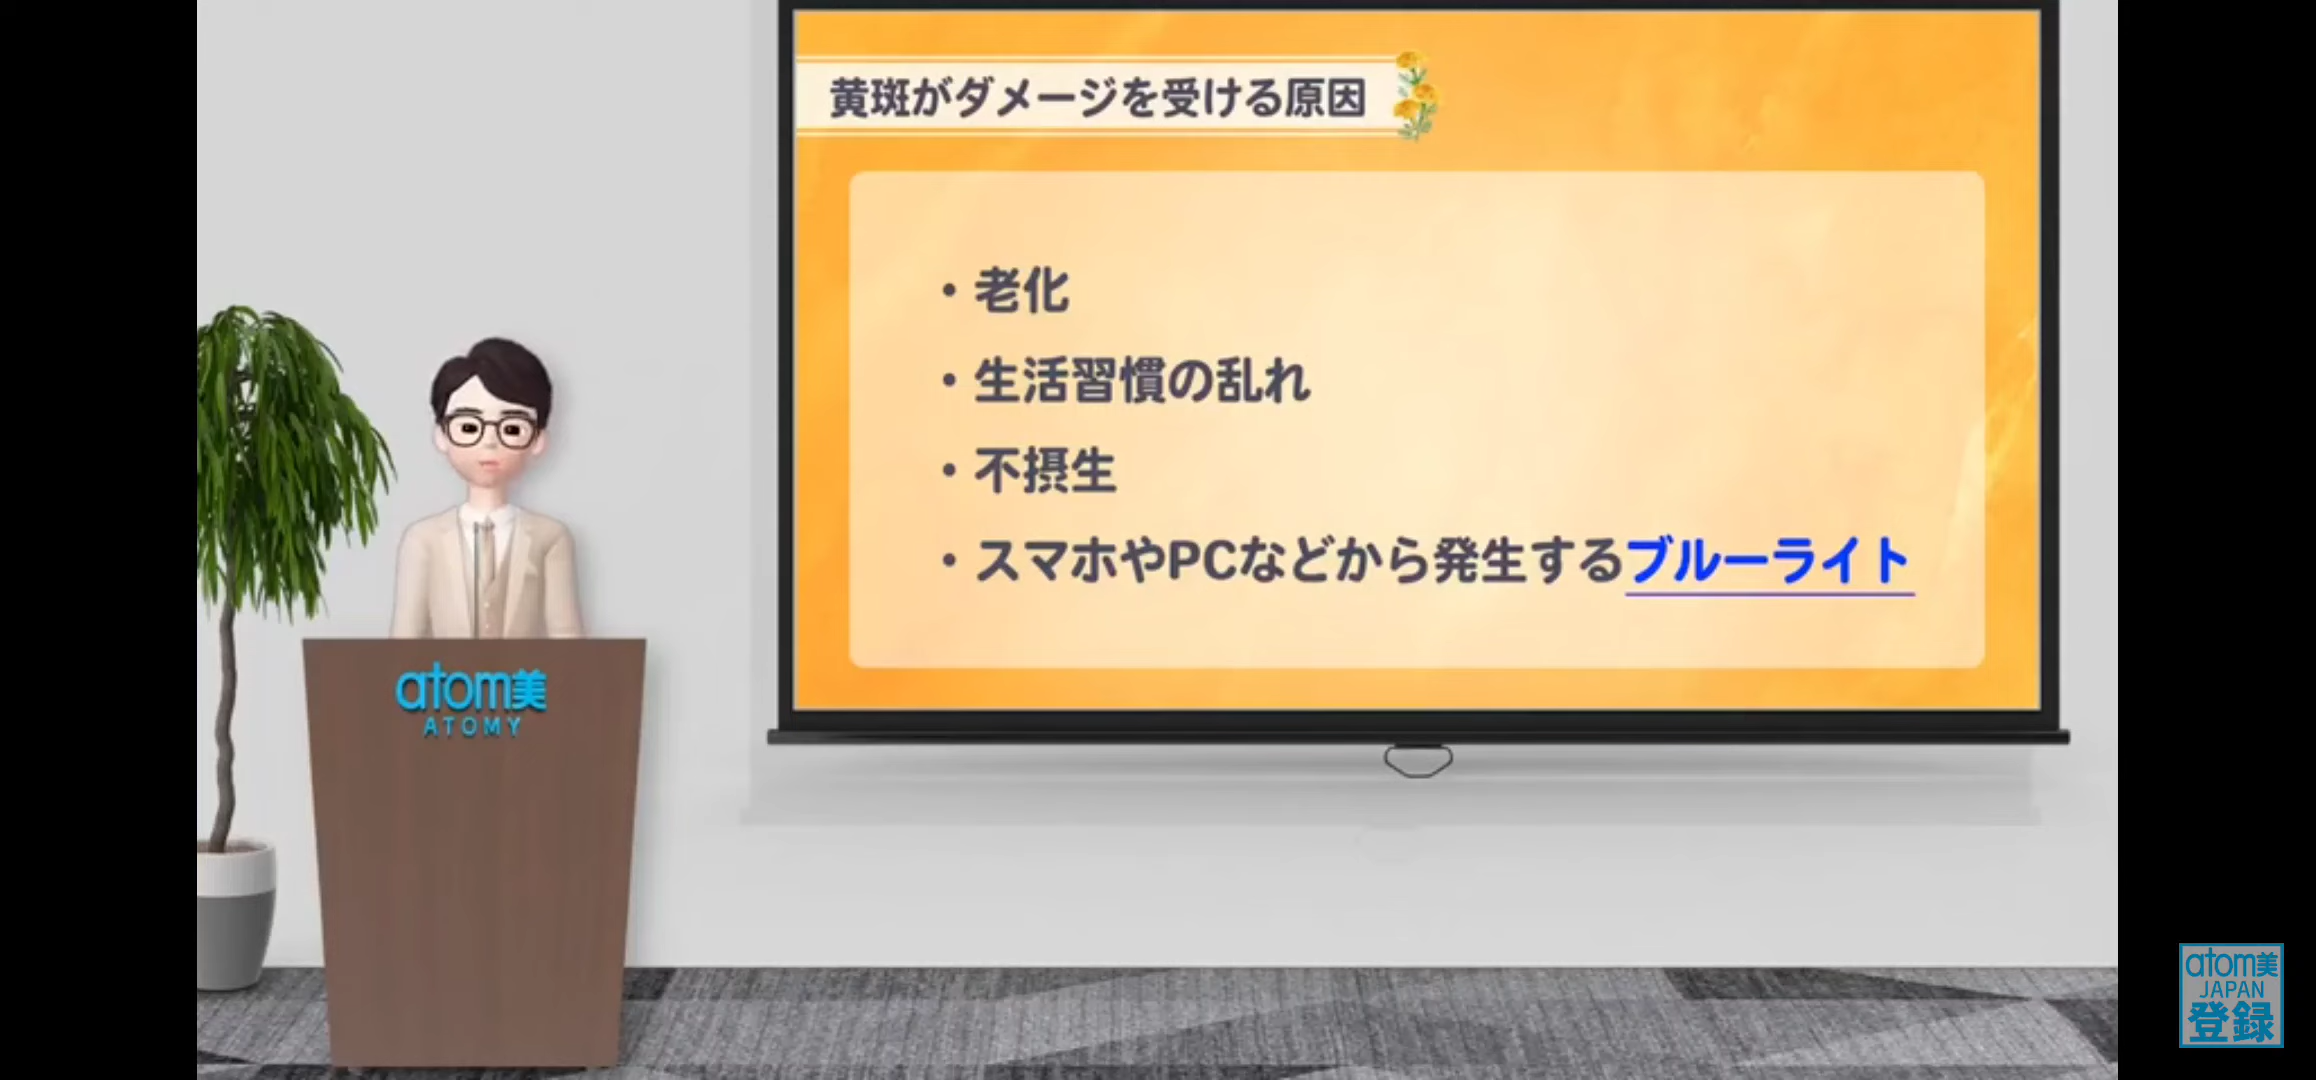 黄斑がダメージを受ける原因
・老化
・生活習慣の乱れ
・不摂生
・スマホやPCなどから発生するブルーライト
atom美
ATOMY
atom美
JAPAN
登録